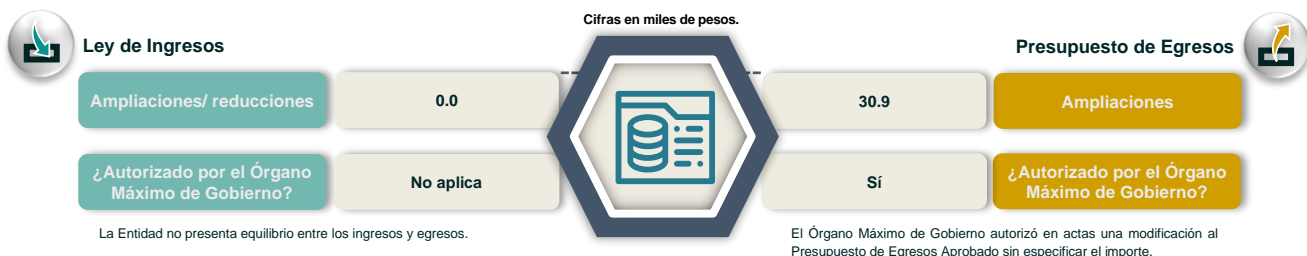 Cifras en miles de pesos.
Ley de Ingresos
Presupuesto de Egresos
Ampliaciones/ reducciones
0.0
30.9
Ampliaciones
¿Autorizado por el Órgano
Máximo de Gobierno?
No aplica
Sí
¿Autorizado por el Órgano
Máximo de Gobierno?
La Entidad no presenta equilibrio entre los ingresos y egresos.
El Órgano Máximo de Gobierno autorizó en actas una modificación al
Presupuesto de Egresos Aprobado sin especificar el importe.